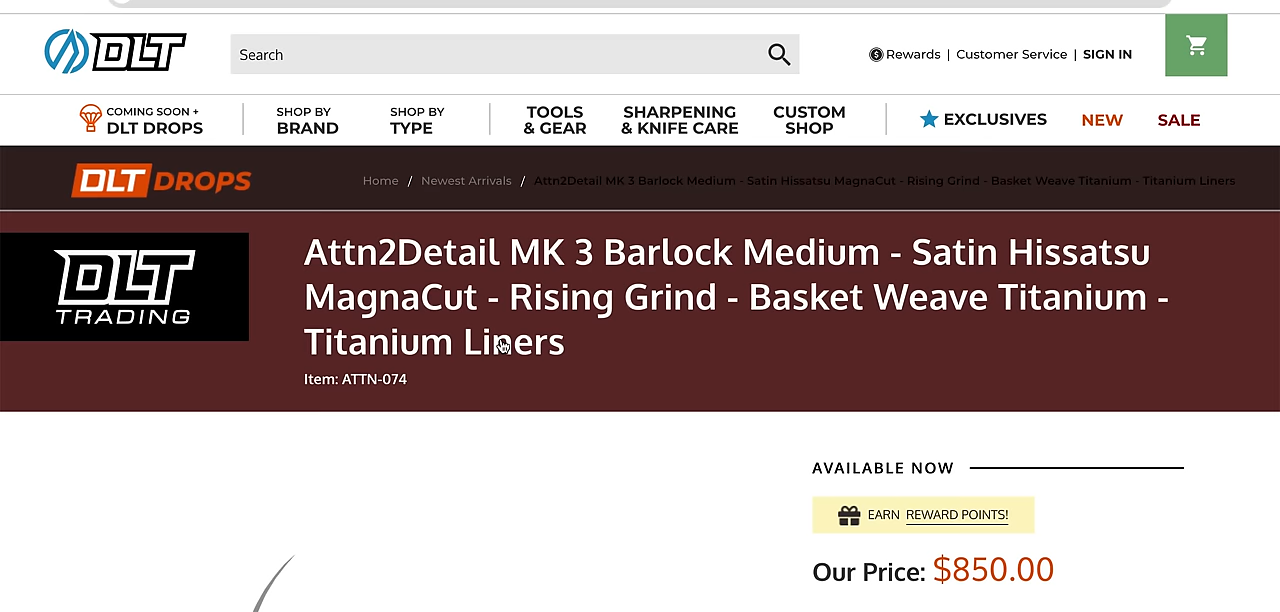 DLT
Search
Rewards | Customer Service | SIGN IN
COMING SOON +
DLT DROPS
SHOP BY
BRAND
SHOP BY
TYPE
TOOLS
& GEAR
SHARPENING
& KNIFE CARE
CUSTOM
SHOP
EXCLUSIVES
NEW
SALE
DLT DROPS
Home / Newest Arrivals / Attn2Detail MK 3 Barlock Medium - Satin Hissatsu MagnaCut - Rising Grind - Basket Weave Titanium - Titanium Liners
DLT
TRADING
Attn2Detail MK 3 Barlock Medium - Satin Hissatsu
MagnaCut - Rising Grind - Basket Weave Titanium -
Titanium Liners
Item: ATTN-074
AVAILABLE NOW
EARN REWARD POINTS!
Our Price: $850.00